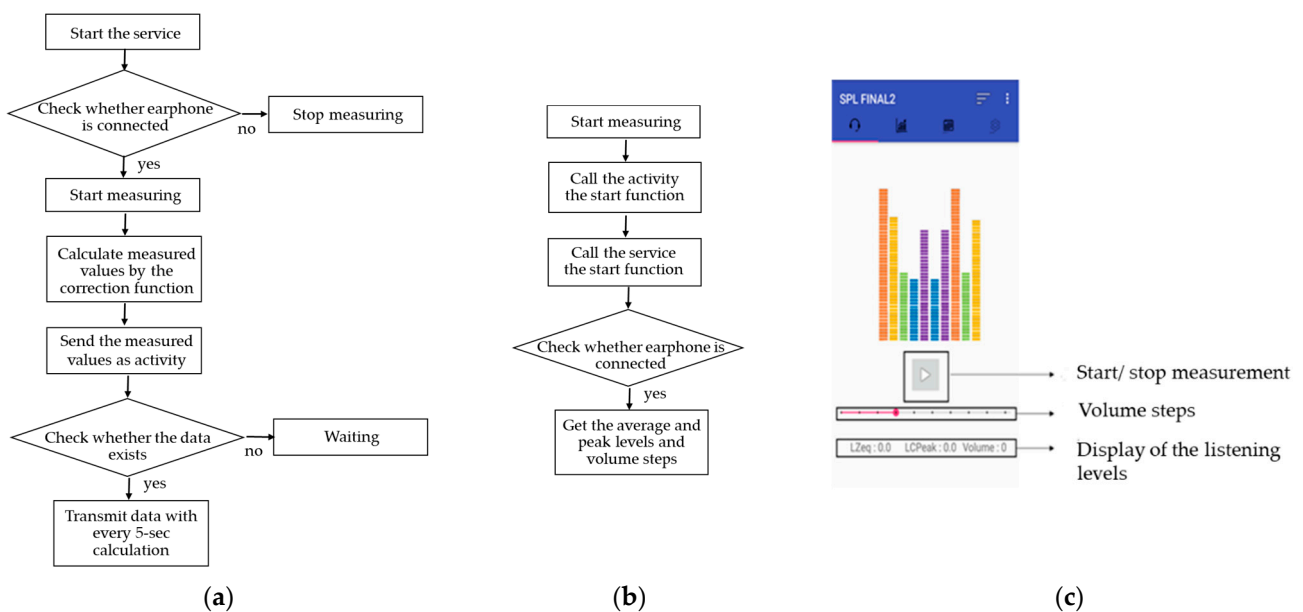 Start the service
Check whether earphone
is connected
no
Stop measuring
yes
Start measuring
Calculate measured
values by the
correction function
Send the measured
values as activity
Check whether the data
exists
no
Waiting
yes
Transmit data with
every 5-sec
calculation
(a)
Start measuring
Call the activity
the start function
Call the service
the start function
Check whether earphone is
connected
yes
Get the average and
peak levels and
volume steps
(b)
SPL FINAL2
Start/ stop measurement
Volume steps
LZeq : 0.0 LCPeak : 0.0 Volume : 0
Display of the listening
levels
(c)